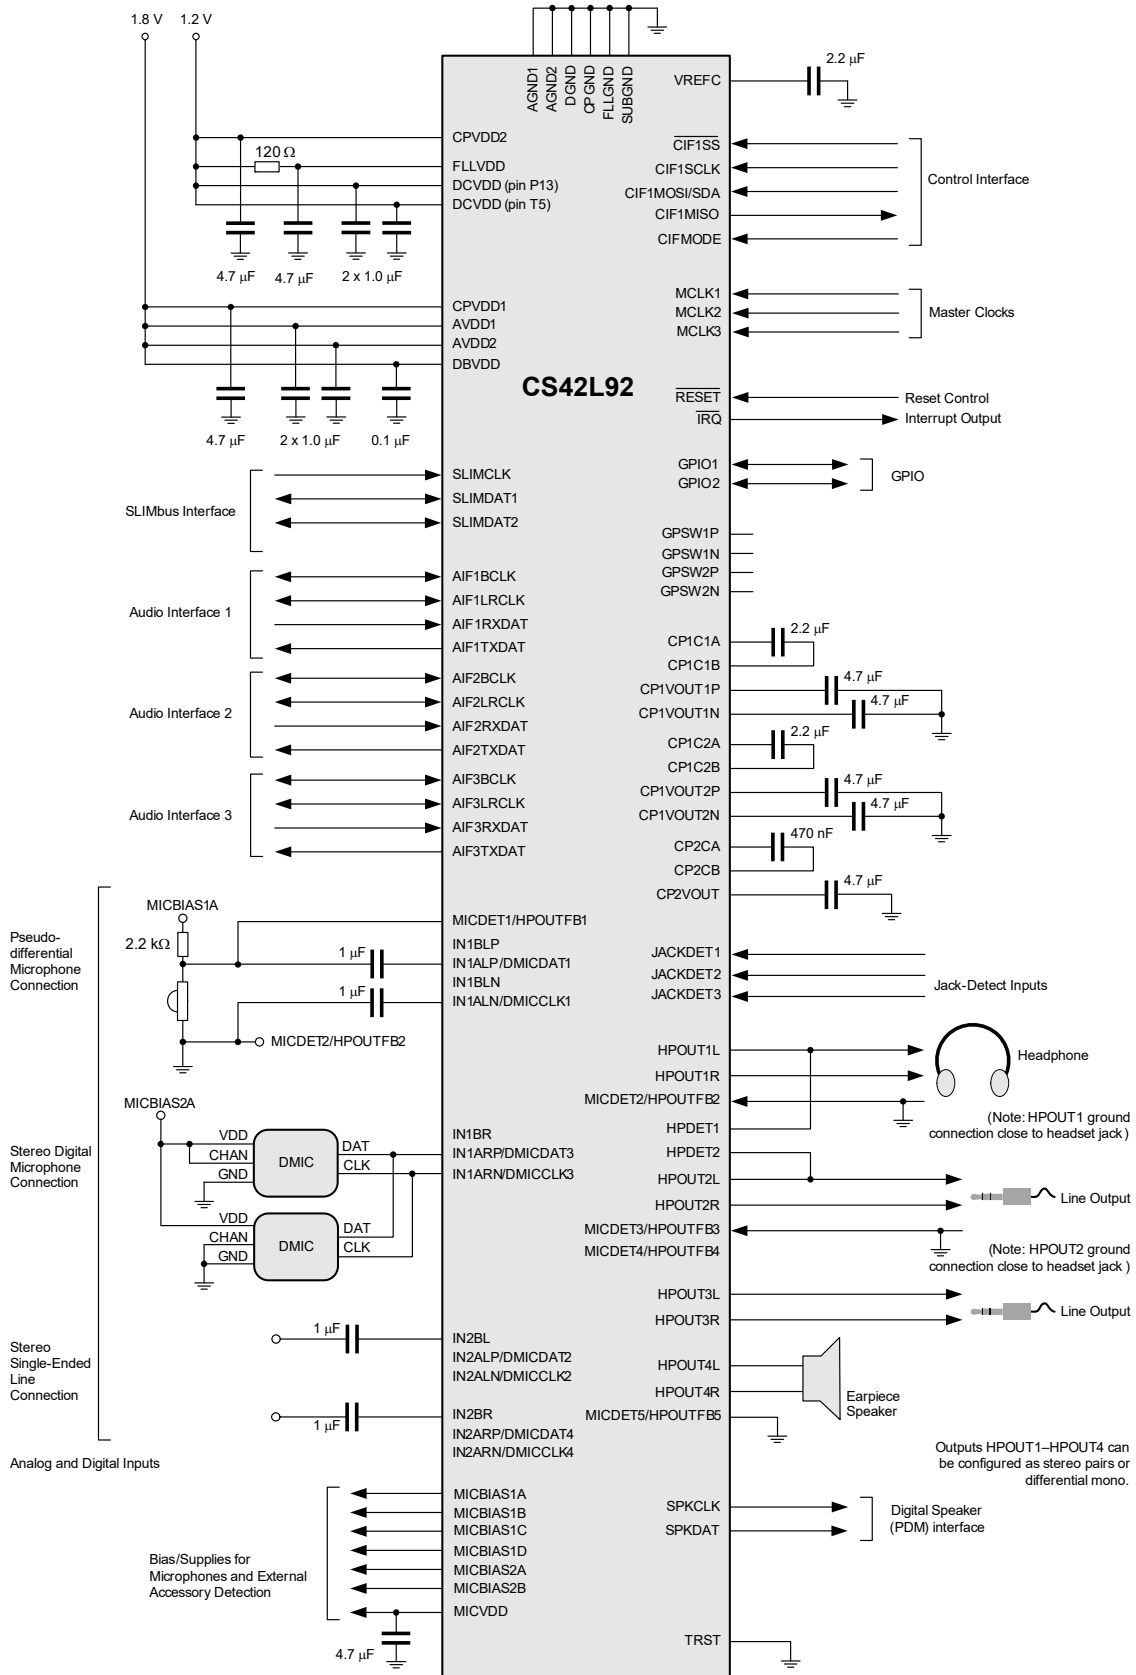 1.8 V
1.2 V
AGND1
AGND2
DGND
CPGND
FLLGND
SUBGND
VREFC
2.2 µF
CPVDD2
120 Ω
FLLVDD
DCVDD (pin P13)
DCVDD (pin T5)
4.7 µF
4.7 µF
2 x 1.0 µF
CPVDD1
AVDD1
AVDD2
DBVDD
4.7 µF
2 x 1.0 µF
0.1 µF
CS42L92
CIF1SS
CIF1SCLK
CIF1MOSI/SDA
CIF1MISO
CIFMODE
Control Interface
MCLK1
MCLK2
MCLK3
Master Clocks
RESET
Reset Control
IRQ
Interrupt Output
GPIO1
GPIO2
GPIO
SLIMbus Interface
SLIMCLK
SLIMDAT1
SLIMDAT2
Audio Interface 1
AIF1BCLK
AIF1LRCLK
AIF1RXDAT
AIF1TXDAT
Audio Interface 2
AIF2BCLK
AIF2LRCLK
AIF2RXDAT
AIF2TXDAT
Audio Interface 3
AIF3BCLK
AIF3LRCLK
AIF3RXDAT
AIF3TXDAT
GPSW1P
GPSW1N
GPSW2P
GPSW2N
CP1C1A
2.2 µF
CP1C1B
CP1VOUT1P
4.7 µF
CP1VOUT1N
4.7 µF
CP1C2A
2.2 µF
CP1C2B
CP1VOUT2P
4.7 µF
CP1VOUT2N
4.7 µF
CP2CA
470 nF
CP2CB
CP2VOUT
4.7 µF
Pseudo-
differential
Microphone
Connection
MICBIAS1A
2.2 kΩ
1 µF
1 µF
MICDET2/HPOUTFB2
MICDET1/HPOUTFB1
IN1BLP
IN1ALP/DMICDAT1
IN1BLN
IN1ALN/DMICCLK1
JACKDET1
JACKDET2
JACKDET3
Jack-Detect Inputs
Stereo Digital
Microphone
Connection
MICBIAS2A
VDD
CHAN
GND
DMIC
DAT
CLK
VDD
CHAN
GND
DMIC
DAT
CLK
IN1BR
IN1ARP/DMICDAT3
IN1ARN/DMICCLK3
HPOUT1L
HPOUT1R
MICDET2/HPOUTFB2
HPDET1
HPDET2
HPOUT2L
HPOUT2R
MICDET3/HPOUTFB3
MICDET4/HPOUTFB4
Headphone
(Note: HPOUT1 ground
connection close to headset jack )
Line Output
(Note: HPOUT2 ground
connection close to headset jack )
HPOUT3L
HPOUT3R
Line Output
Stereo
Single-Ended
Line
Connection
1 µF
1 µF
IN2BL
IN2ALP/DMICDAT2
IN2ALN/DMICCLK2
IN2BR
IN2ARP/DMICDAT4
IN2ARN/DMICCLK4
Analog and Digital Inputs
HPOUT4L
HPOUT4R
MICDET5/HPOUTFB5
Earpiece
Speaker
Outputs HPOUT1–HPOUT4 can
be configured as stereo pairs or
differential mono.
Bias/Supplies for
Microphones and External
Accessory Detection
MICBIAS1A
MICBIAS1B
MICBIAS1C
MICBIAS1D
MICBIAS2A
MICBIAS2B
MICVDD
4.7 µF
SPKCLK
SPKDAT
Digital Speaker
(PDM) interface
TRST